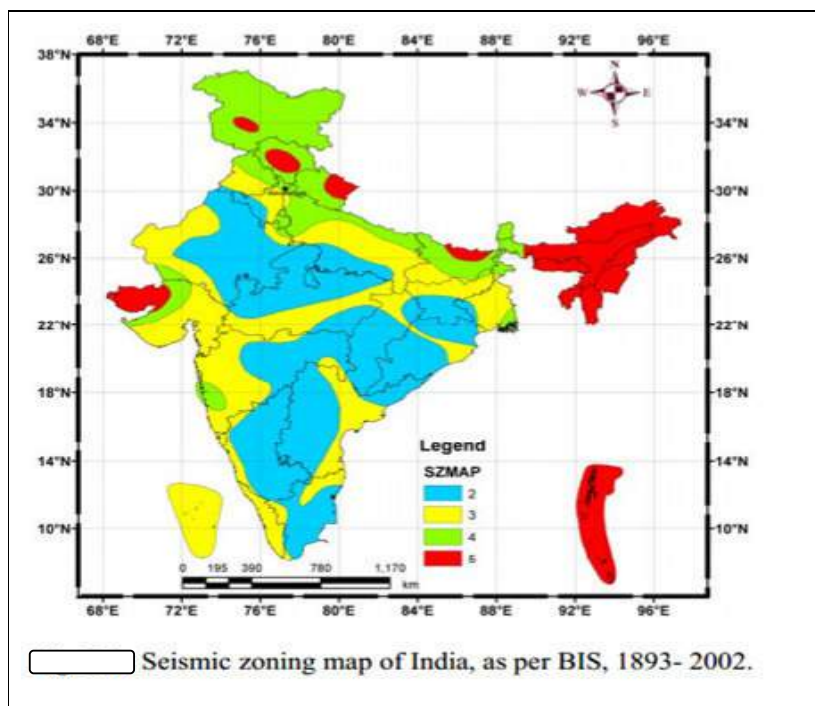 68°E 72°E 76°E 80°E 84°E 88°E 92°E 96°E
38°N
N
W E
S
34°N 34°N
30°N 30°N
26°N 26°N
22°N 22°N
18°N 18°N
Legend
SZMAP
14°N 14°N
2
3
10°N 10°N
4
5
0 195 390 780 1,170
km
68°E 72°E 76°E 80°E 84°E 88°E 92°E 96°E
Seismic zoning map of India, as per BIS, 1893- 2002.